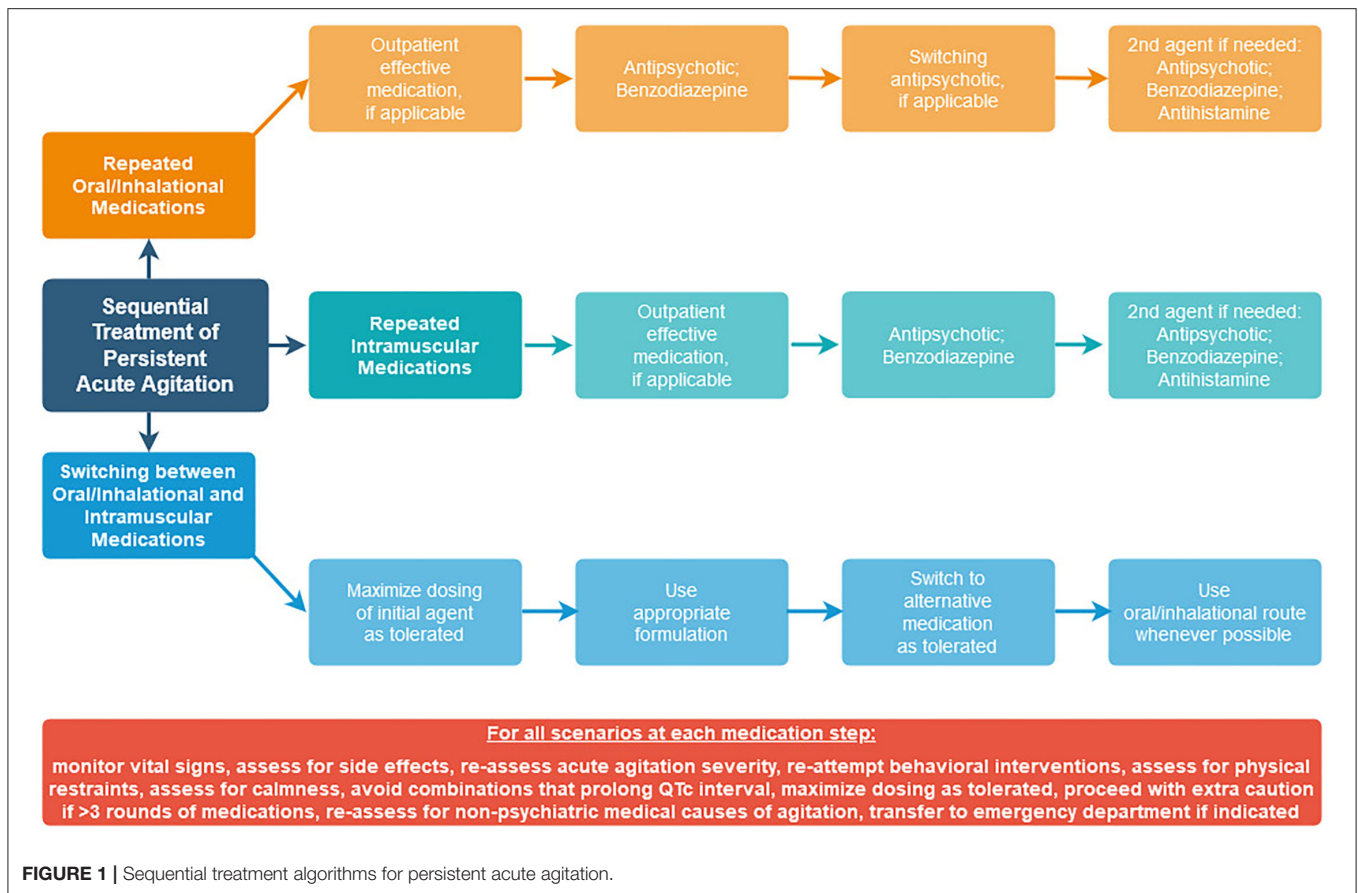 Outpatient
effective
medication,
if applicable
Antipsychotic;
Benzodiazepine
Switching
antipsychotic,
if applicable
2nd agent if needed:
Antipsychotic;
Benzodiazepine;
Antihistamine
Repeated
Oral/Inhalational
Medications
Sequential
Treatment of
Persistent
Acute Agitation
Repeated
Intramuscular
Medications
Outpatient
effective
medication,
if applicable
Antipsychotic;
Benzodiazepine
2nd agent if needed:
Antipsychotic;
Benzodiazepine;
Antihistamine
Switching between
Oral/Inhalational and
Intramuscular
Medications
Maximize dosing
of initial agent
as tolerated
Use
appropriate
formulation
Switch to
alternative
medication
as tolerated
Use
oral/inhalational route
whenever possible
For all scenarios at each medication step:
monitor vital signs, assess for side effects, re-assess acute agitation severity, re-attempt behavioral interventions, assess for physical
restraints, assess for calmness, avoid combinations that prolong QTc interval, maximize dosing as tolerated, proceed with extra caution
if >3 rounds of medications, re-assess for non-psychiatric medical causes of agitation, transfer to emergency department if indicated
FIGURE 1 | Sequential treatment algorithms for persistent acute agitation.